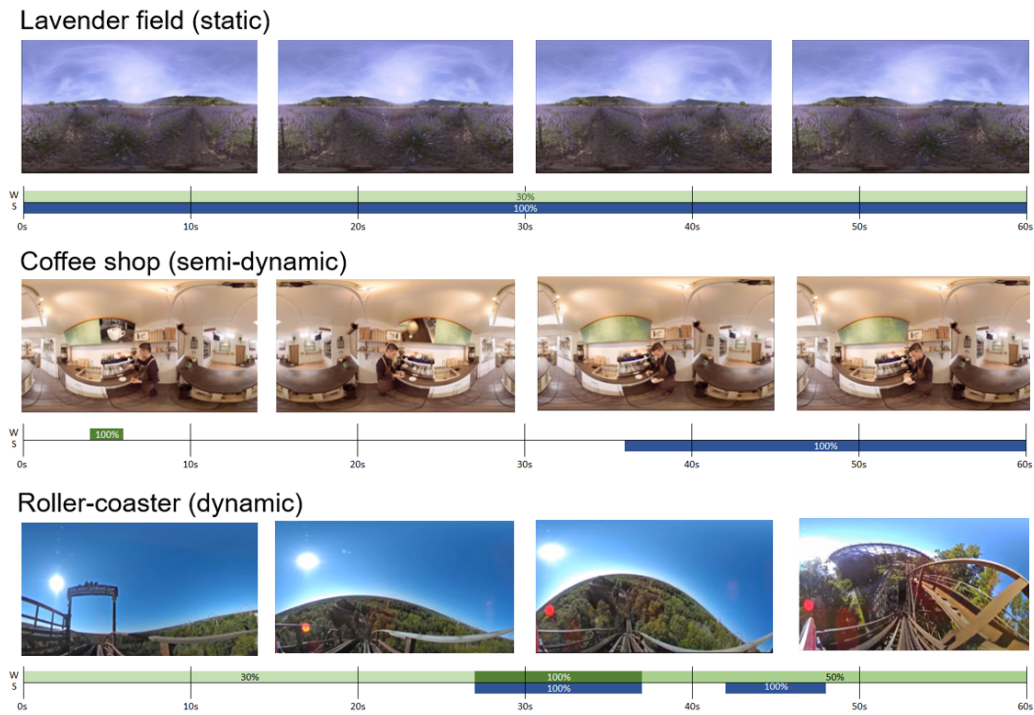 Lavender field (static)
W
30%
S
100%
0s 10s 20s 30s 40s 50s 60s
Coffee shop (semi-dynamic)
W
100%
S
100%
0s 10s 20s 30s 40s 50s 60s
Roller-coaster (dynamic)
W
30% 100% 50%
S
100% 100%
0s 10s 20s 30s 40s 50s 60s